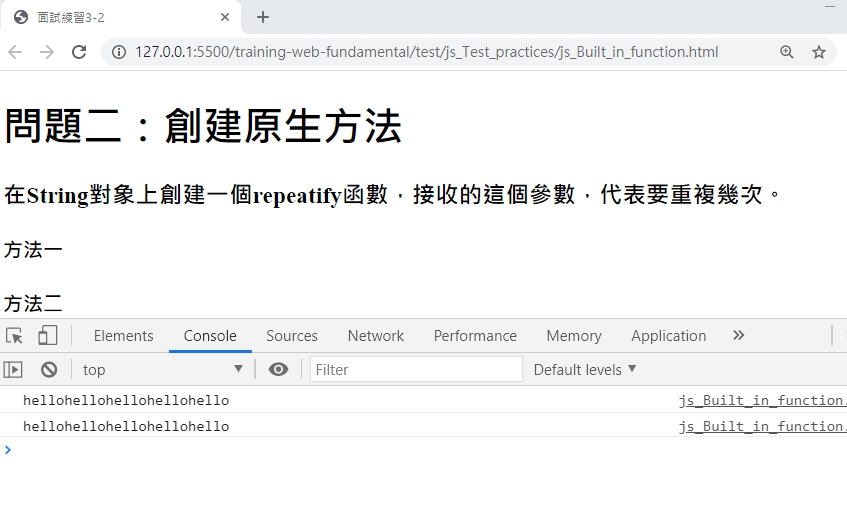 面試練習3-2
127.0.0.1:5500/training-web-fundamental/test/js_Test_practices/js_Built_in_function.html
問題二：創建原生方法
在String對象上創建一個repeatify函數，接收的這個參數，代表要重複幾次。
方法一
方法二
Elements Console Sources Network Performance Memory Application »
top Filter Default levels
hellohellohellohellohello js_Built_in_function.
hellohellohellohellohello js_Built_in_function.